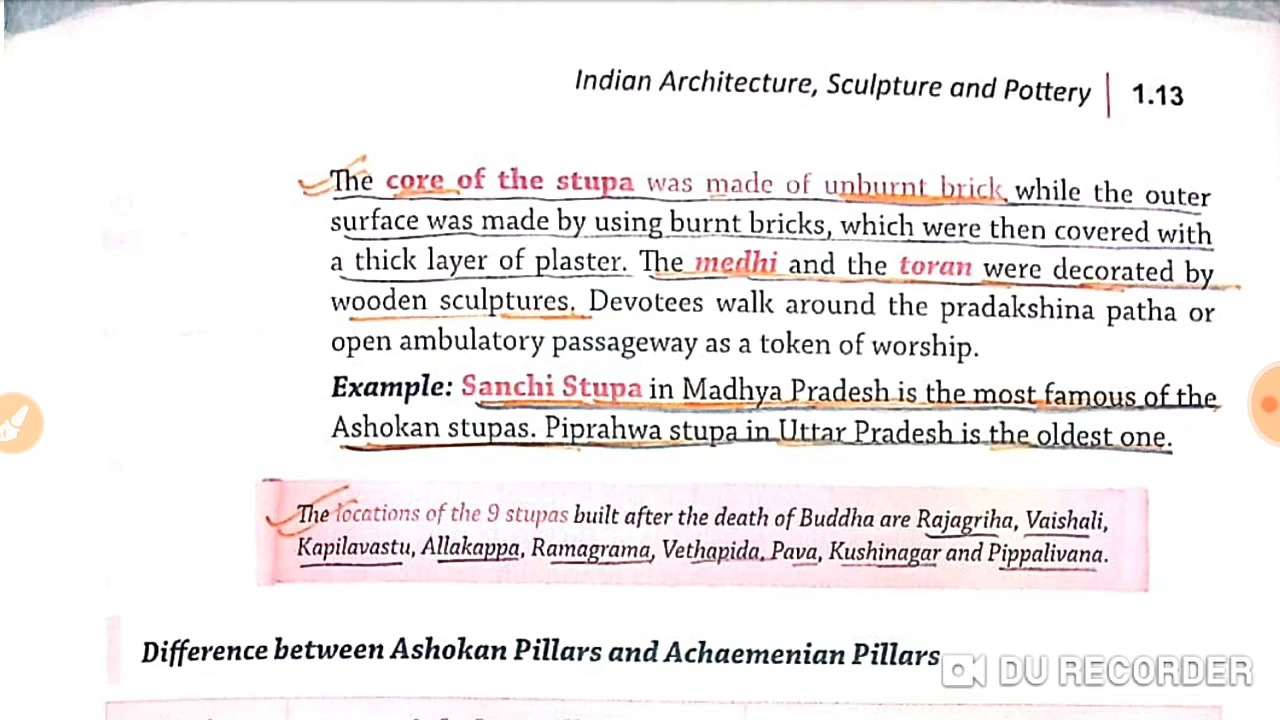 Indian Architecture, Sculpture and Pottery | 1.13
The core of the stupa was made of unburnt brick while the outer
surface was made by using burnt bricks, which were then covered with
a thick layer of plaster. The medhi and the toran were decorated by
wooden sculptures. Devotees walk around the pradakshina patha or
open ambulatory passageway as a token of worship.
Example: Sanchi Stupa in Madhya Pradesh is the most famous of the
Ashokan stupas. Piprahwa stupa in Uttar Pradesh is the oldest one.
The locations of the 9 stupas built after the death of Buddha are Rajagriha, Vaishali,
Kapilavastu, Allakappa, Ramagrama, Vethapida, Pava, Kushinagar and Pippalivana.
Difference between Ashokan Pillars and Achaemenian Pillars
DU RECORDER